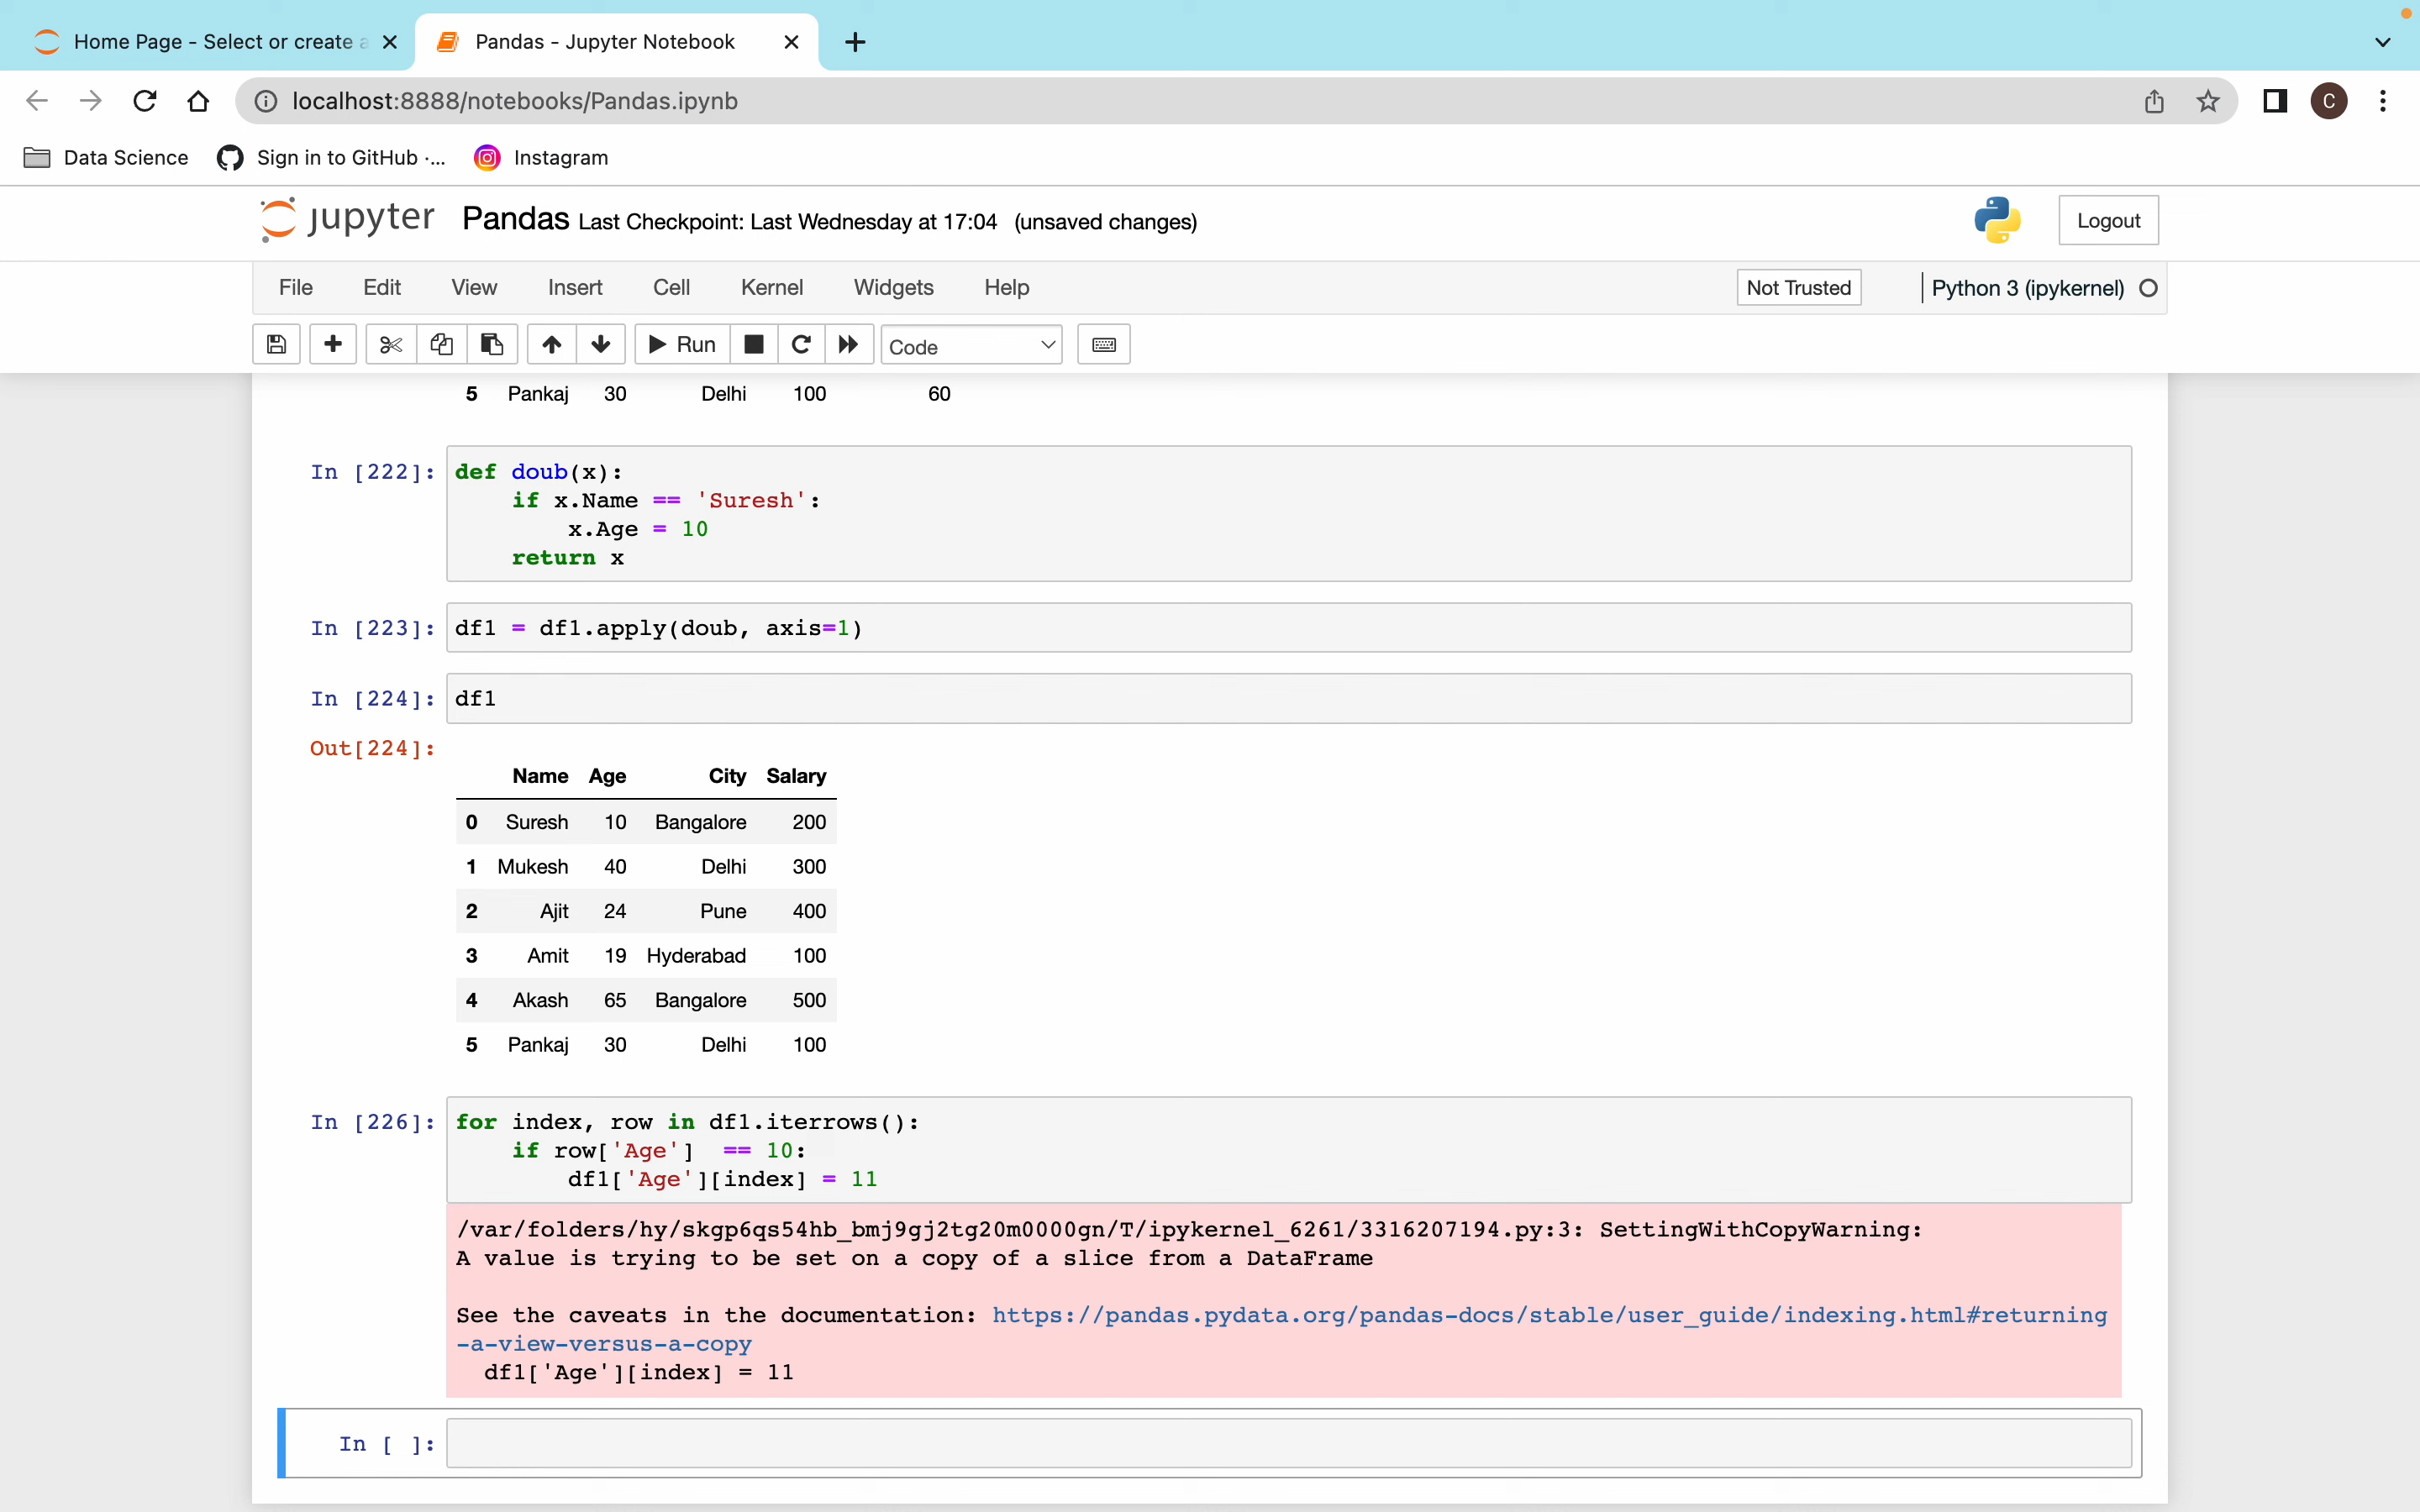 Home Page - Select or create a
Pandas - Jupyter Notebook
localhost:8888/notebooks/Pandas.ipynb
C
Data Science
Sign in to GitHub ·...
Instagram
jupyter
Pandas Last Checkpoint: Last Wednesday at 17:04 (unsaved changes)
Logout
File Edit View Insert Cell Kernel Widgets Help
Not Trusted
Python 3 (ipykernel)
Run
Code
5 Pankaj 30 Delhi 100 60
In [222]: def doub(x):
    if x.Name == 'Suresh':
        x.Age = 10
    return x
In [223]: df1 = df1.apply(doub, axis=1)
In [224]: df1
Out[224]:
Name Age City Salary
0 Suresh 10 Bangalore 200
1 Mukesh 40 Delhi 300
2 Ajit 24 Pune 400
3 Amit 19 Hyderabad 100
4 Akash 65 Bangalore 500
5 Pankaj 30 Delhi 100
In [226]: for index, row in df1.iterrows():
    if row['Age']  == 10:
        df1['Age'][index] = 11
/var/folders/hy/skgp6qs54hb_bmj9gj2tg20m0000gn/T/ipykernel_6261/3316207194.py:3: SettingWithCopyWarning:
A value is trying to be set on a copy of a slice from a DataFrame
See the caveats in the documentation: https://pandas.pydata.org/pandas-docs/stable/user_guide/indexing.html#returning
-a-view-versus-a-copy
  df1['Age'][index] = 11
In [ ]: